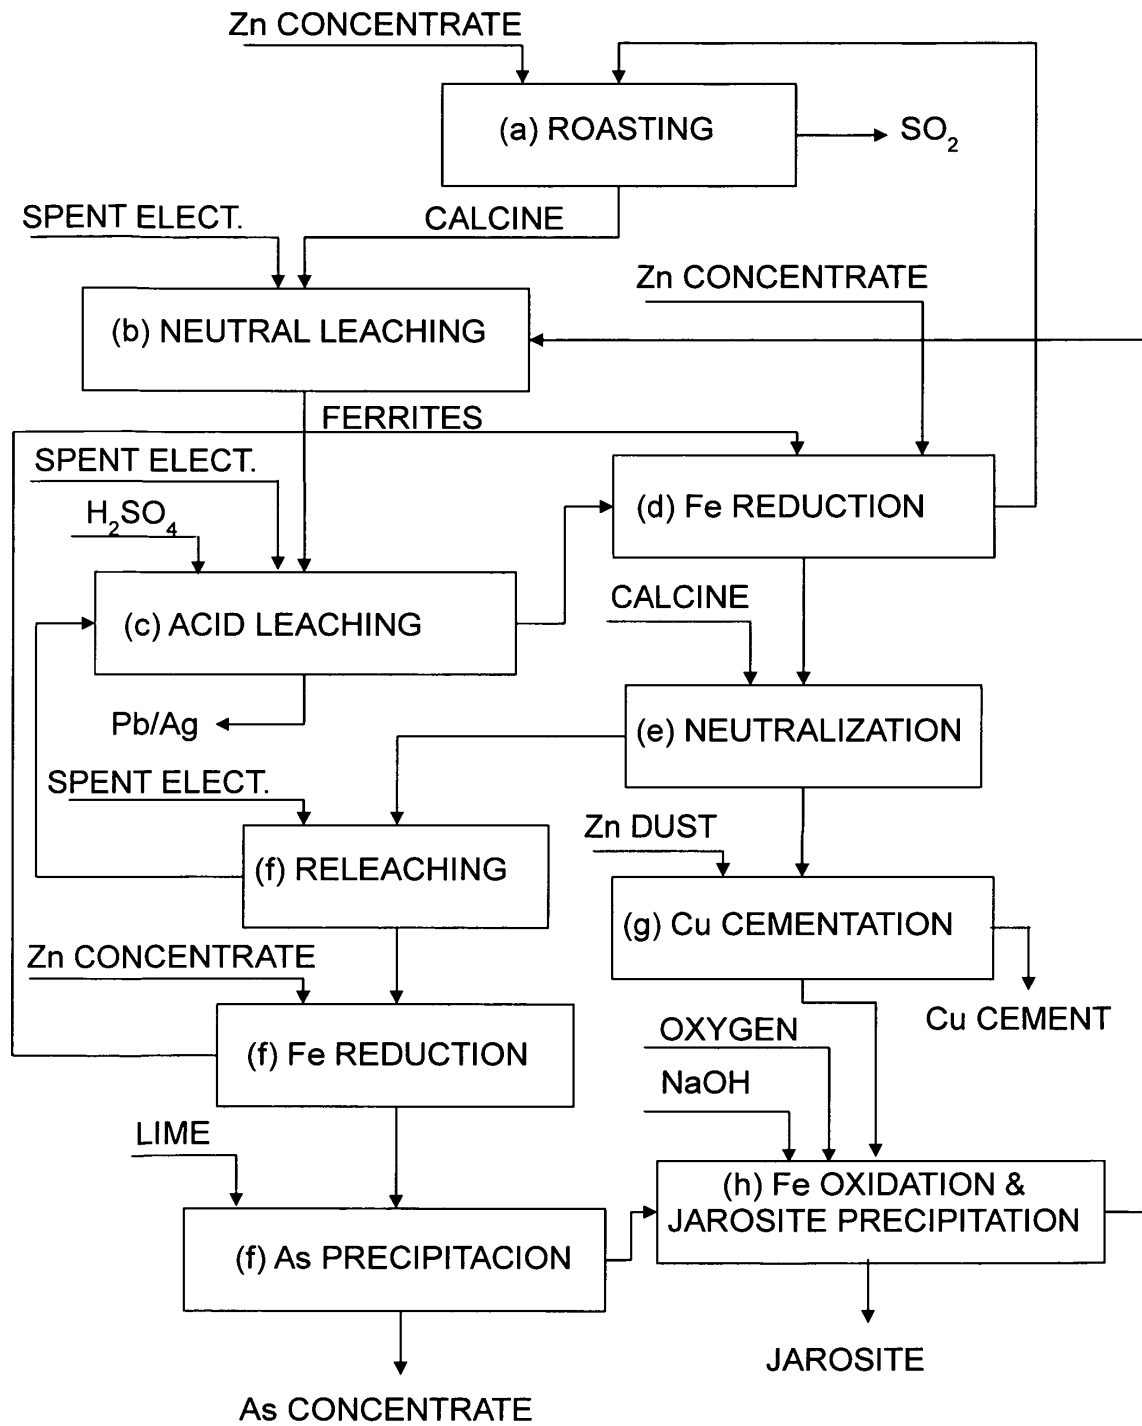 Zn CONCENTRATE
(a) ROASTING
SO2
SPENT ELECT.
CALCINE
Zn CONCENTRATE
(b) NEUTRAL LEACHING
FERRITES
SPENT ELECT.
(d) Fe REDUCTION
H2SO4
CALCINE
(c) ACID LEACHING
Pb/Ag
(e) NEUTRALIZATION
SPENT ELECT.
Zn DUST
(f) RELEACHING
(g) Cu CEMENTATION
Zn CONCENTRATE
Cu CEMENT
OXYGEN
(f) Fe REDUCTION
NaOH
LIME
(h) Fe OXIDATION &
JAROSITE PRECIPITATION
(f) As PRECIPITACION
JAROSITE
As CONCENTRATE